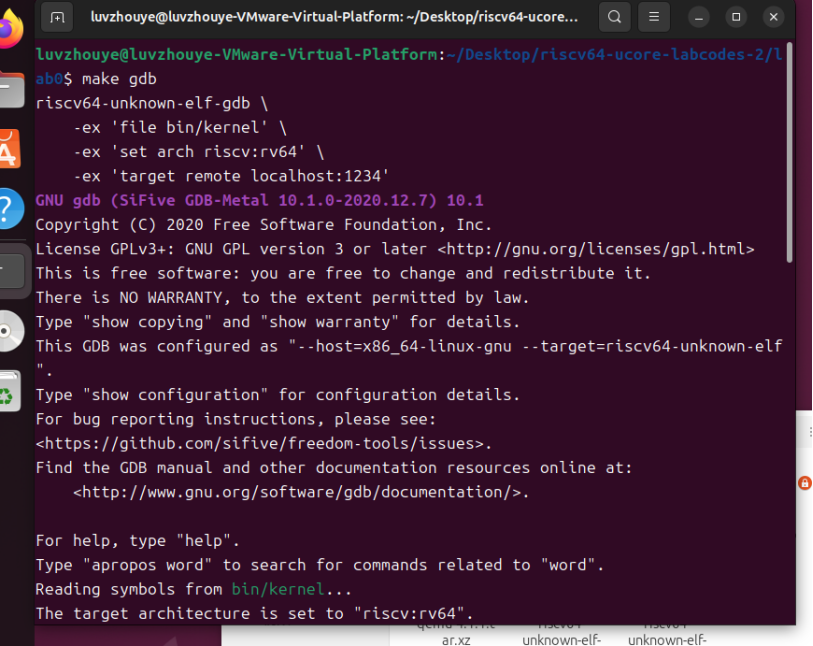 luvzhouye@luvzhouye-VMware-Virtual-Platform: ~/Desktop/riscv64-ucore...
luvzhouye@luvzhouye-VMware-Virtual-Platform:~/Desktop/riscv64-ucore-labcodes-2/l
ab0$ make gdb
riscv64-unknown-elf-gdb \
    -ex 'file bin/kernel' \
    -ex 'set arch riscv:rv64' \
    -ex 'target remote localhost:1234'
GNU gdb (SiFive GDB-Metal 10.1.0-2020.12.7) 10.1
Copyright (C) 2020 Free Software Foundation, Inc.
License GPLv3+: GNU GPL version 3 or later <http://gnu.org/licenses/gpl.html>
This is free software: you are free to change and redistribute it.
There is NO WARRANTY, to the extent permitted by law.
Type "show copying" and "show warranty" for details.
This GDB was configured as "--host=x86_64-linux-gnu --target=riscv64-unknown-elf
".
Type "show configuration" for configuration details.
For bug reporting instructions, please see:
<https://github.com/sifive/freedom-tools/issues>.
Find the GDB manual and other documentation resources online at:
    <http://www.gnu.org/software/gdb/documentation/>.
For help, type "help".
Type "apropos word" to search for commands related to "word".
Reading symbols from bin/kernel...
The target architecture is set to "riscv:rv64".
ar.xz
unknown-elf-
unknown-elf-